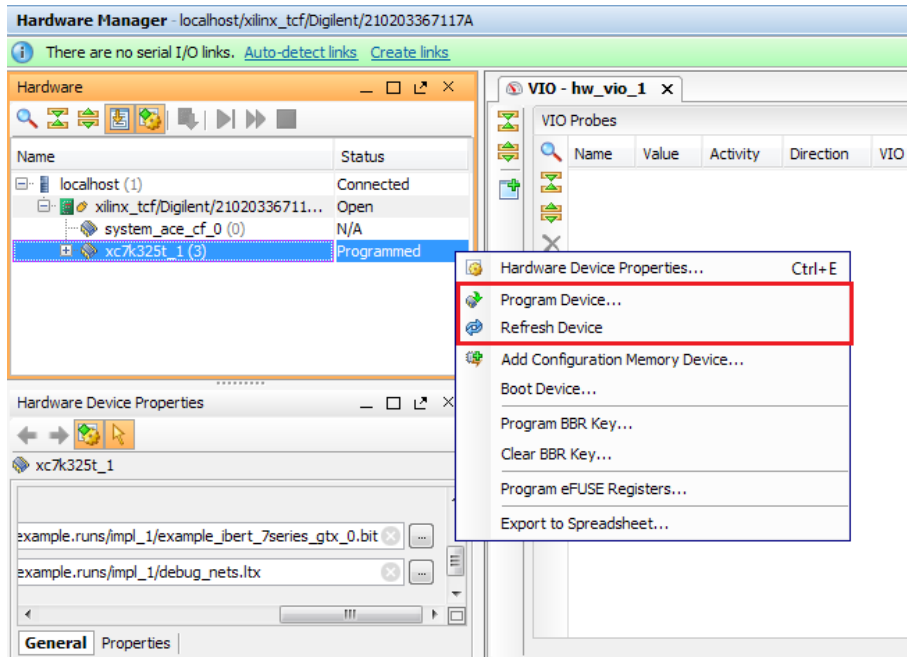 Hardware Manager - localhost/xilinx_tcf/Digilent/210203367117A
There are no serial I/O links. Auto-detect links Create links
Hardware
Name Status
localhost (1) Connected
xilinx_tcf/Digilent/21020336711... Open
system_ace_cf_0 (0) N/A
xc7k325t_1 (3) Programmed
VIO - hw_vio_1
VIO Probes
Name Value Activity Direction VIO
Hardware Device Properties... Ctrl+E
Program Device...
Refresh Device
Add Configuration Memory Device...
Boot Device...
Program BBR Key...
Clear BBR Key...
Program eFUSE Registers...
Export to Spreadsheet...
Hardware Device Properties
xc7k325t_1
example.runs/impl_1/example_ibert_7series_gtx_0.bit ...
example.runs/impl_1/debug_nets.ltx ...
General Properties